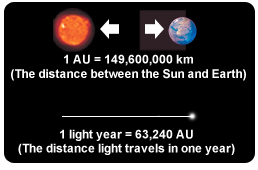 1 AU = 149,600,000 km
(The distance between the Sun and Earth)
1 light year = 63,240 AU
(The distance light travels in one year)